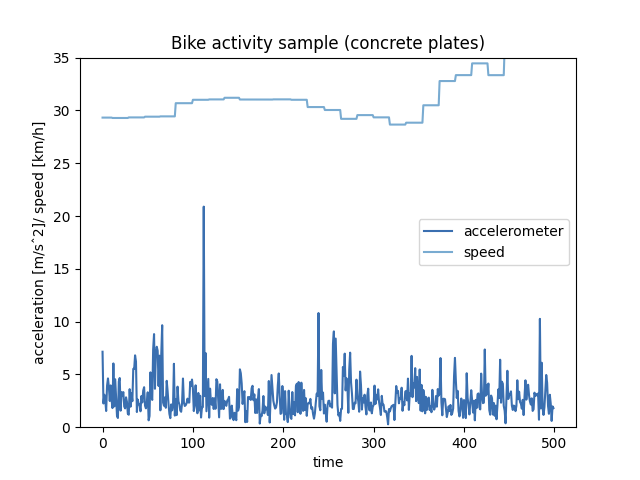 Bike activity sample (concrete plates)
acceleration [m/s^2]/ speed [km/h]
35
30
25
20
15
10
5
0
accelerometer
speed
0 100 200 300 400 500
time